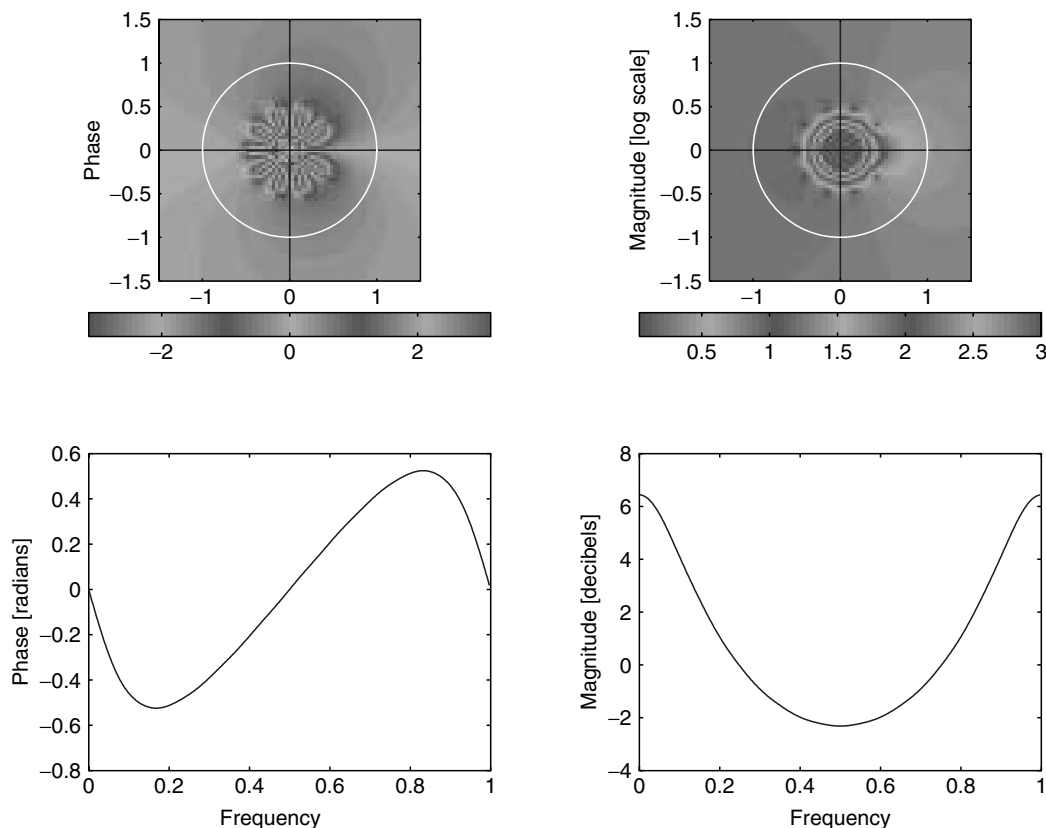 1.5
1
0.5
0
−0.5
−1
−1.5
Phase
−1 0 1
−2 0 2
1.5
1
0.5
0
−0.5
−1
−1.5
Magnitude [log scale]
−1 0 1
0.5 1 1.5 2 2.5 3
0.6
0.4
0.2
0
−0.2
−0.4
−0.6
−0.8
Phase [radians]
0 0.2 0.4 0.6 0.8 1
Frequency
8
6
4
2
0
−2
−4
Magnitude [decibels]
0 0.2 0.4 0.6 0.8 1
Frequency